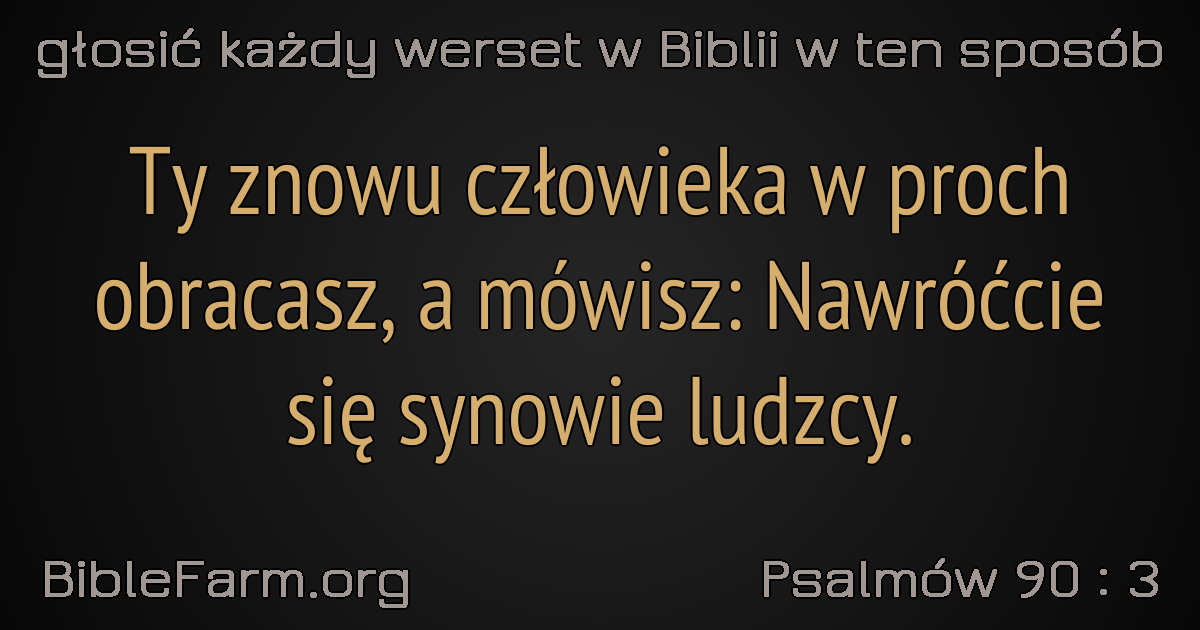 głosić każdy werset w Biblii w ten sposób
Ty znowu człowieka w proch
obracasz, a mówisz: Nawróćcie
się synowie ludzcy.
BibleFarm.org
Psalmów 90 : 3